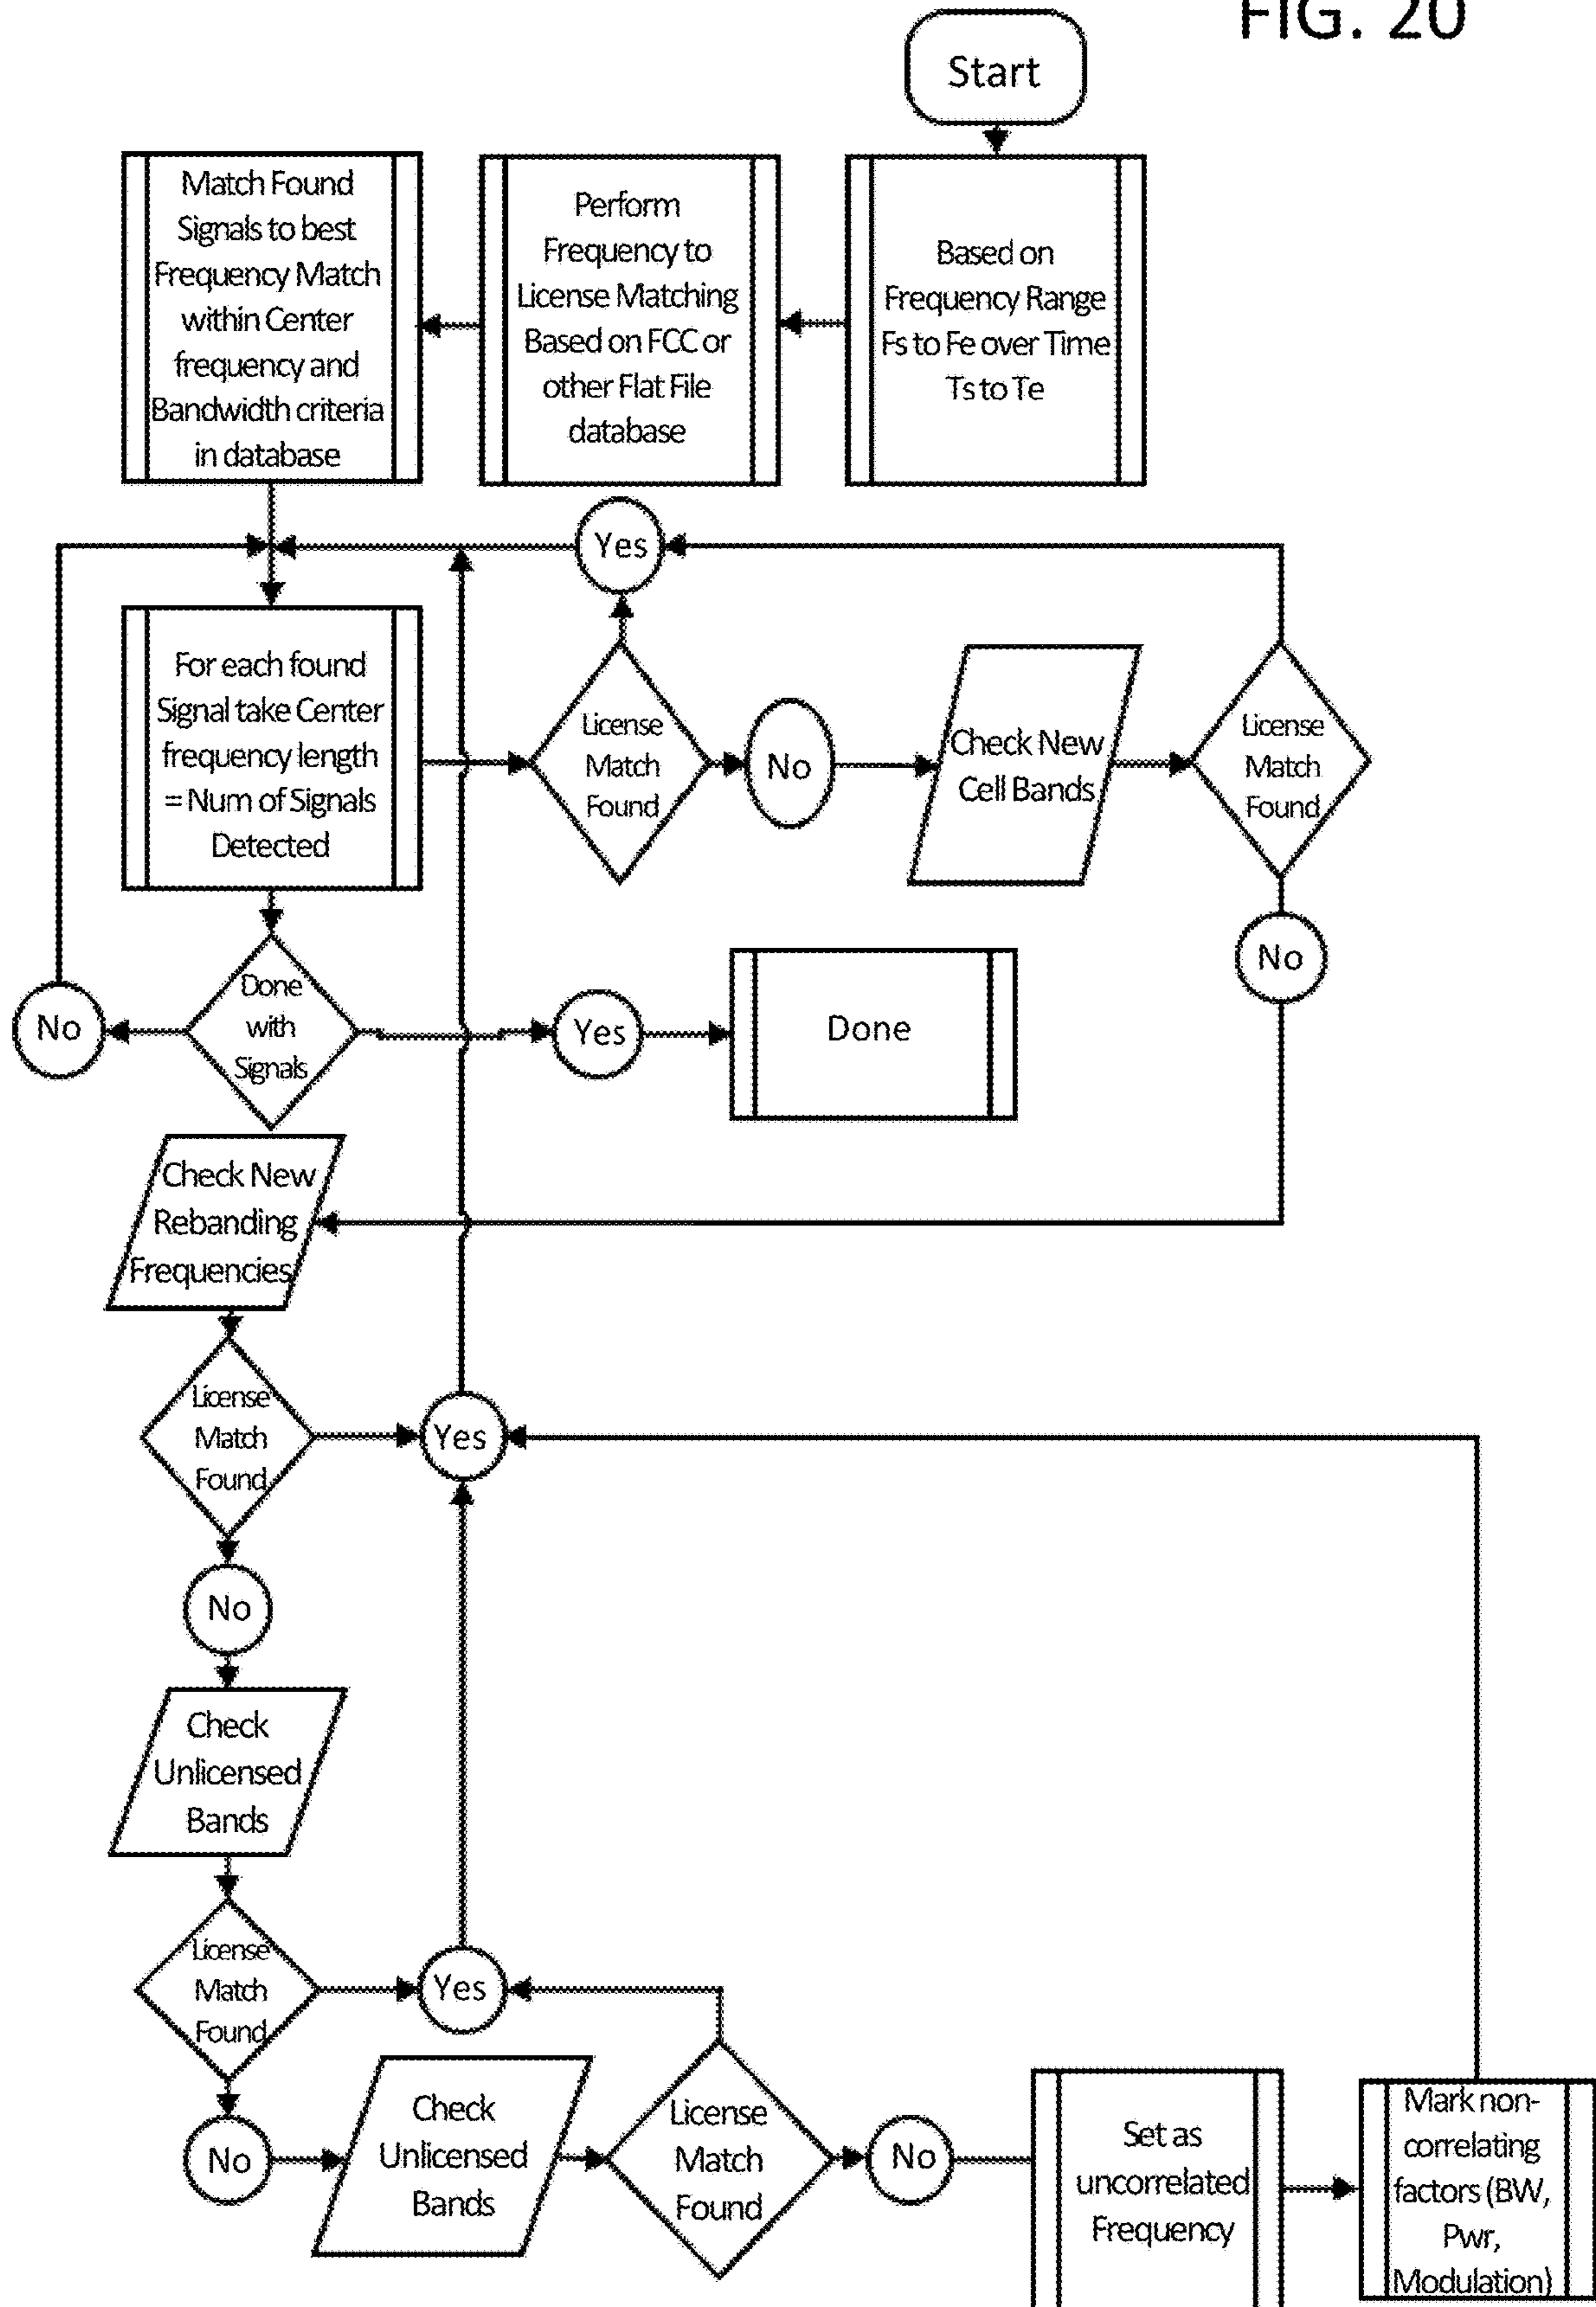 FIG. 20
Start
Match Found
Signals to best
Frequency Match
within Center
frequency and
Bandwidth criteria
in database
Perform
Frequency to
License Matching
Based on FCC or
other Flat File
database
Based on
Frequency Range
Fs to Fe over Time
Ts to Te
Yes
For each found
Signal take Center
frequency length
= Num of Signals
Detected
License
Match
Found
No
Check New
Cell Bands
License
Match
Found
No
No
Done
with
Signals
Yes
Done
Check New
Rebanding
Frequencies
License
Match
Found
Yes
No
Check
Unlicensed
Bands
License
Match
Found
Yes
No
Check
Unlicensed
Bands
License
Match
Found
No
Set as
uncorrelated
Frequency
Mark non-
correlating
factors (BW,
Pwr,
Modulation)